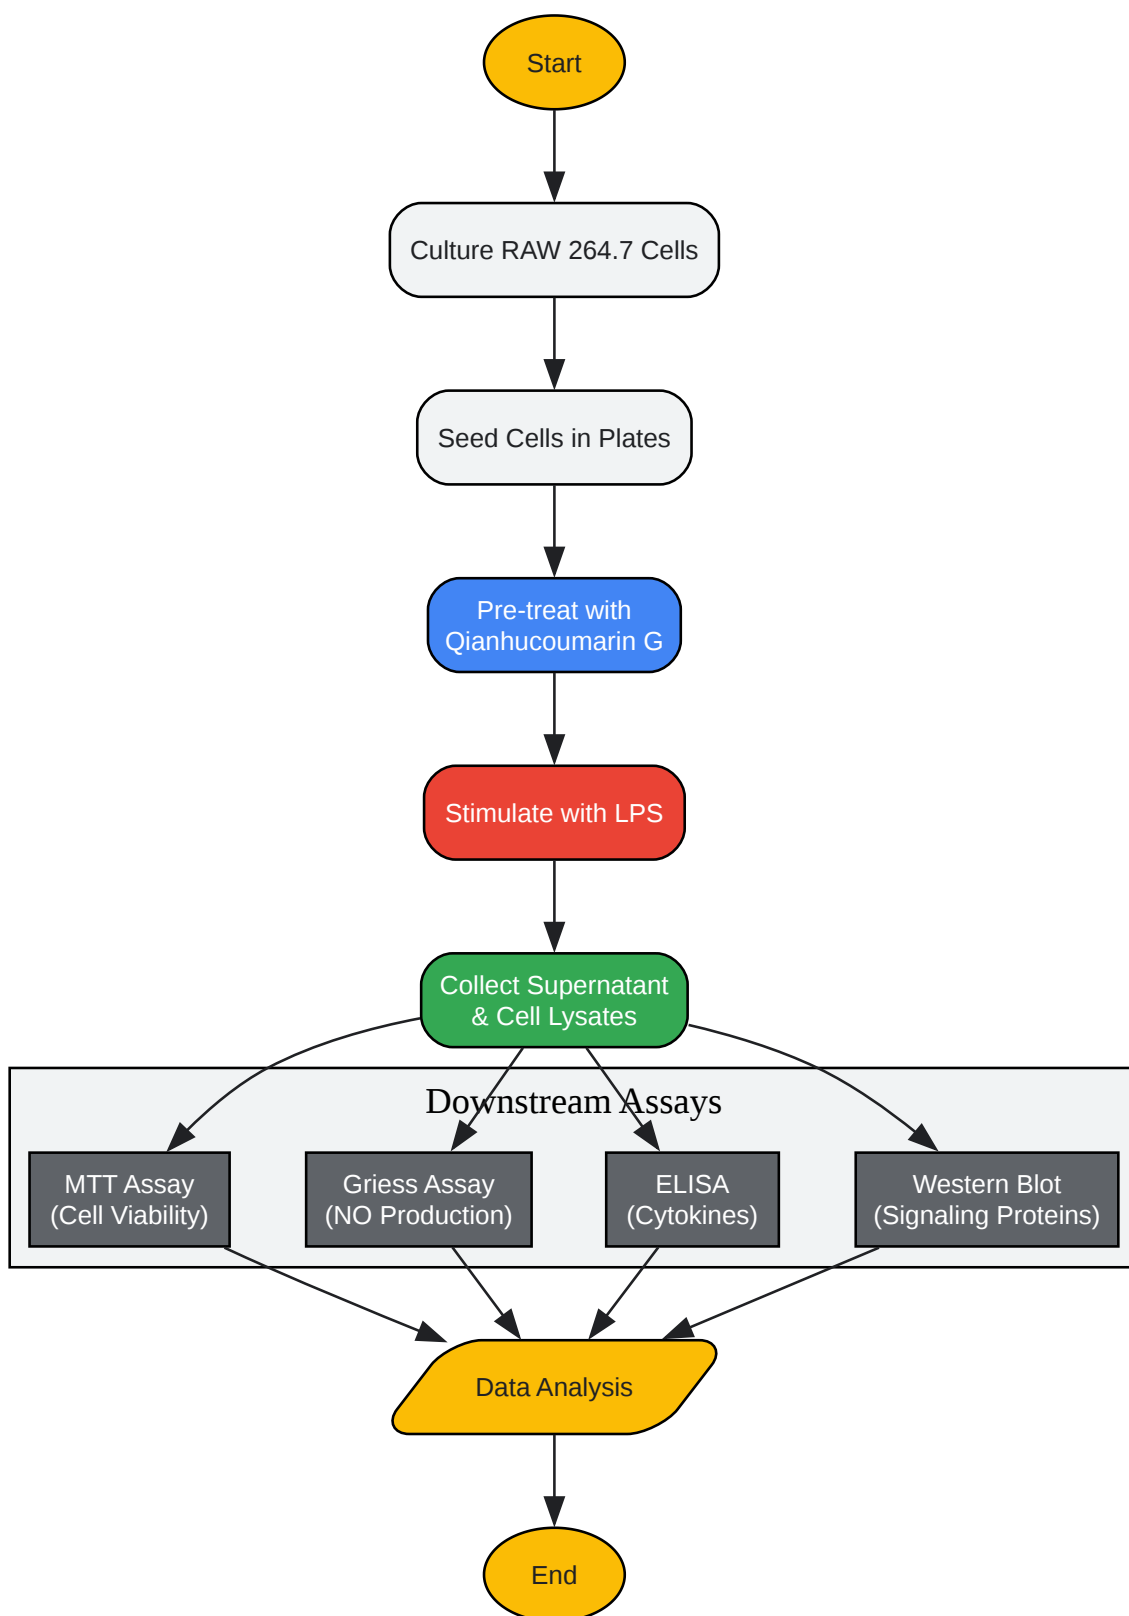 Start
Culture RAW 264.7 Cells
Seed Cells in Plates
Pre-treat with
Qianhucoumarin G
Stimulate with LPS
Collect Supernatant
& Cell Lysates
Downstream Assays
MTT Assay
(Cell Viability)
Griess Assay
(NO Production)
ELISA
(Cytokines)
Western Blot
(Signaling Proteins)
Data Analysis
End